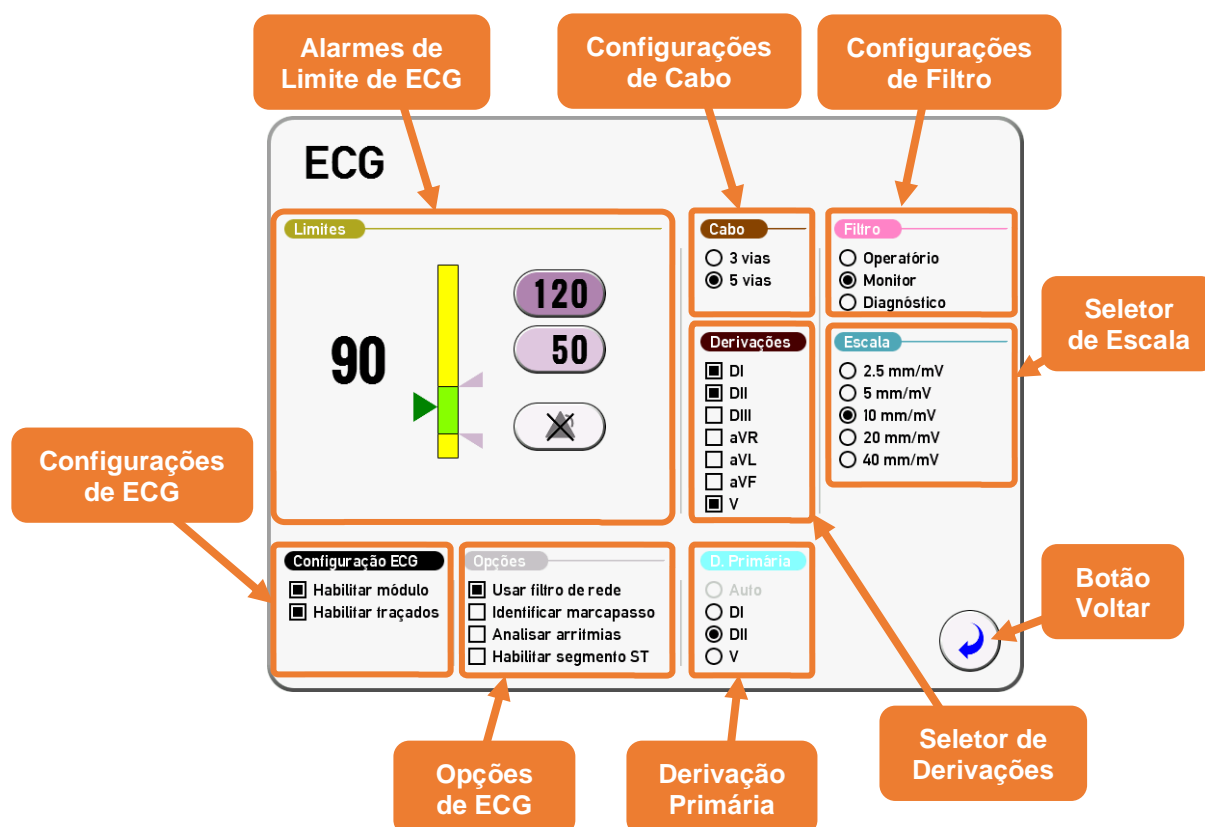 Alarmes de
Limite de ECG
Configurações
de Cabo
Configurações
de Filtro
ECG
Limites
90
120
50
Cabo
3 vias
5 vias
Filtro
Operatório
Monitor
Diagnóstico
Seletor
de Escala
Derivações
DI
DII
DIII
aVR
aVL
aVF
V
Escala
2.5 mm/mV
5 mm/mV
10 mm/mV
20 mm/mV
40 mm/mV
Configurações
de ECG
Configuração ECG
Habilitar módulo
Habilitar traçados
Opções
Usar filtro de rede
Identificar marcapasso
Analisar arritmias
Habilitar segmento ST
D. Primária
Auto
DI
DII
V
Botão
Voltar
Opções
de ECG
Derivação
Primária
Seletor de
Derivações